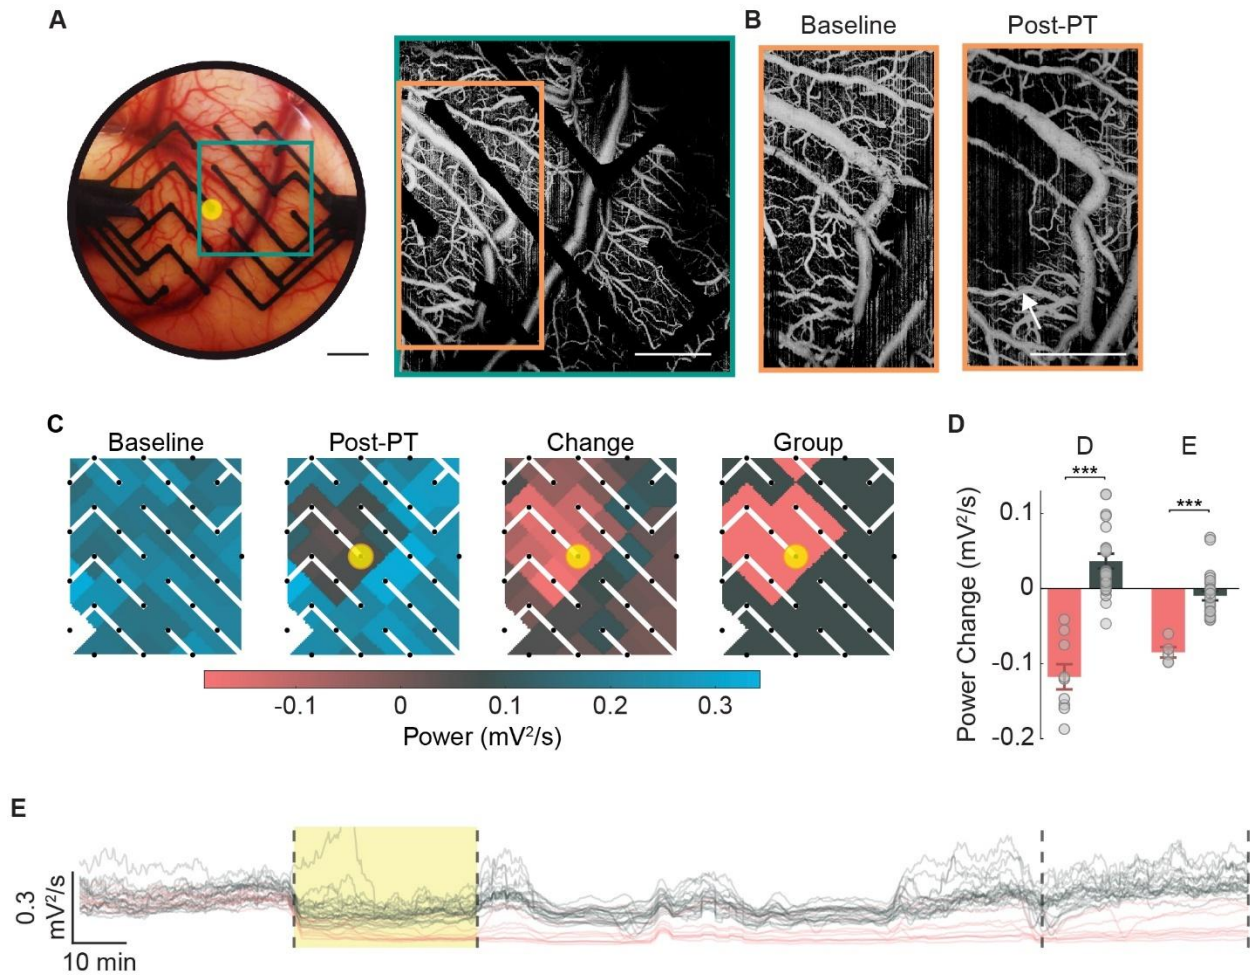 A
B
Baseline Post-PT
C
Baseline Post-PT Change Group
-0.1 0 0.1 0.2 0.3
Power (mV²/s)
D
D E
*** ***
Power Change (mV²/s)
0.1
0
-0.1
-0.2
E
0.3
mV²/s
10 min